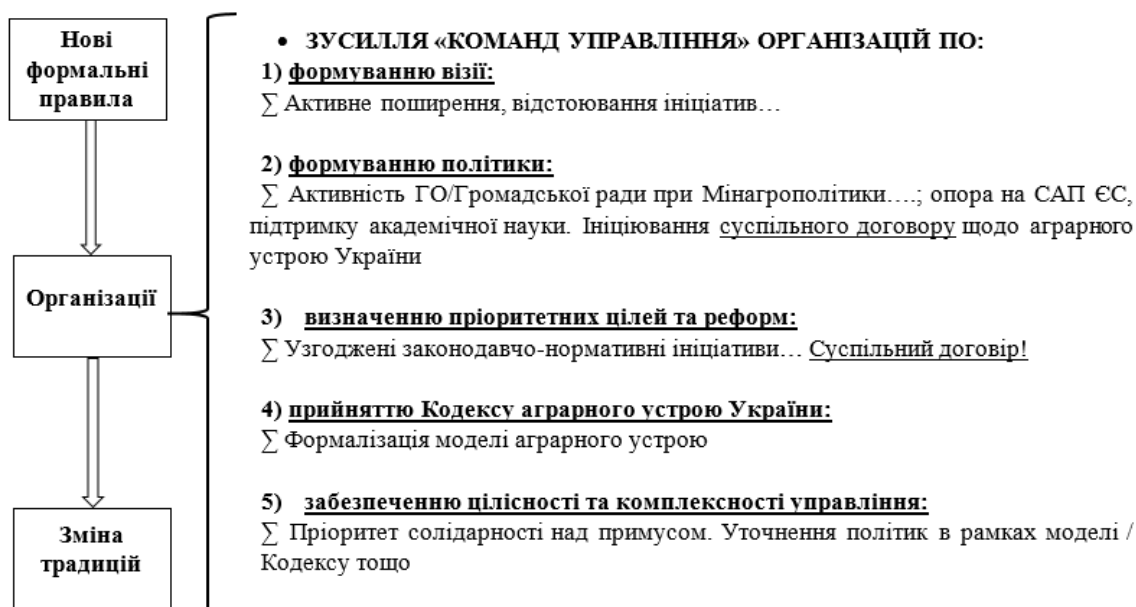 Нові
формальні
правила
Організації
Зміна
традицій
• ЗУСИЛЛЯ «КОМАНД УПРАВЛІННЯ» ОРГАНІЗАЦІЙ ПО:
1) формуванню візії:
∑ Активне поширення, відстоювання ініціатив…
2) формуванню політики:
∑ Активність ГО/Громадської ради при Мінагрополітики….; опора на САП ЄС,
підтримку академічної науки. Ініціювання суспільного договору щодо аграрного
устрою України
3) визначенню пріоритетних цілей та реформ:
∑ Узгоджені законодавчо-нормативні ініціативи… Суспільний договір!
4) прийняттю Кодексу аграрного устрою України:
∑ Формалізація моделі аграрного устрою
5) забезпеченню цілісності та комплексності управління:
∑ Пріоритет солідарності над примусом. Уточнення політик в рамках моделі /
Кодексу тощо